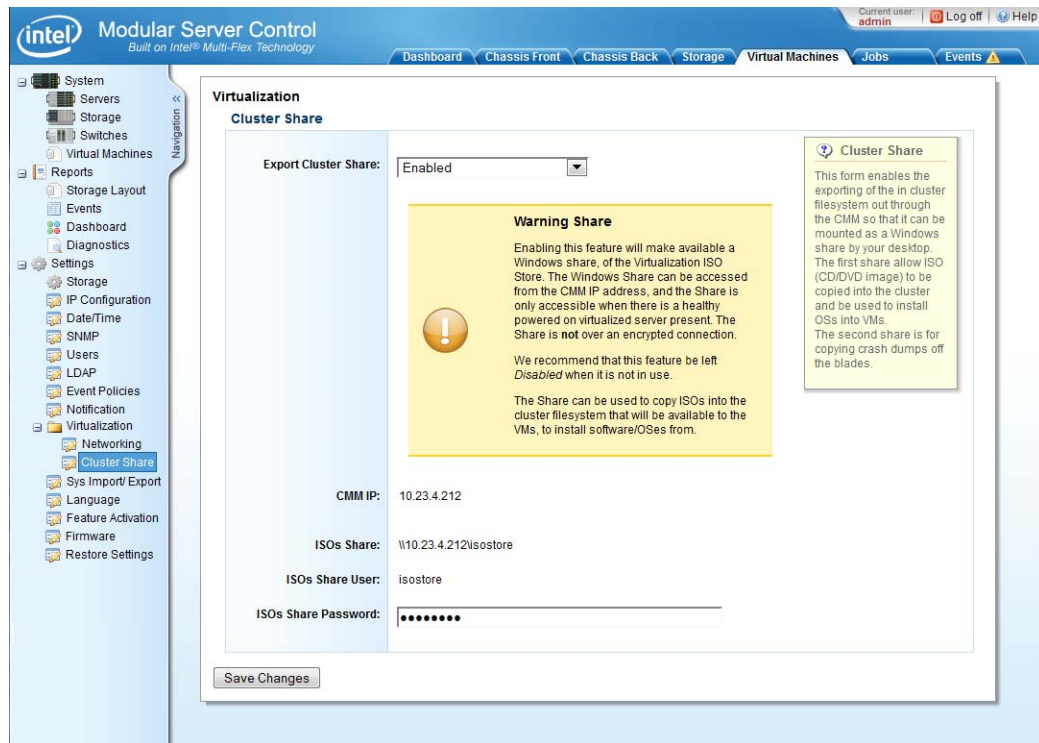 intel
Modular Server Control
Built on Intel® Multi-Flex Technology
Current user:
admin
Log off
Help
Dashboard
Chassis Front
Chassis Back
Storage
Virtual Machines
Jobs
Events
Navigation
System
Servers
Storage
Switches
Virtual Machines
Reports
Storage Layout
Events
Dashboard
Diagnostics
Settings
Storage
IP Configuration
Date/Time
SNMP
Users
LDAP
Event Policies
Notification
Virtualization
Networking
Cluster Share
Sys Import/ Export
Language
Feature Activation
Firmware
Restore Settings
Virtualization
Cluster Share
Export Cluster Share:
Enabled
Warning Share
Enabling this feature will make available a
Windows share, of the Virtualization ISO
Store. The Windows Share can be accessed
from the CMM IP address, and the Share is
only accessible when there is a healthy
powered on virtualized server present. The
Share is not over an encrypted connection.
We recommend that this feature be left
Disabled when it is not in use.
The Share can be used to copy ISOs into the
cluster filesystem that will be available to the
VMs, to install software/OSes from.
CMM IP:
10.23.4.212
ISOs Share:
\\10.23.4.212\isostore
ISOs Share User:
isostore
ISOs Share Password:
••••••••
Save Changes
Cluster Share
This form enables the
exporting of the in cluster
filesystem out through
the CMM so that it can be
mounted as a Windows
share by your desktop.
The first share allow ISO
(CD/DVD image) to be
copied into the cluster
and be used to install
OSs into VMs.
The second share is for
copying crash dumps off
the blades.